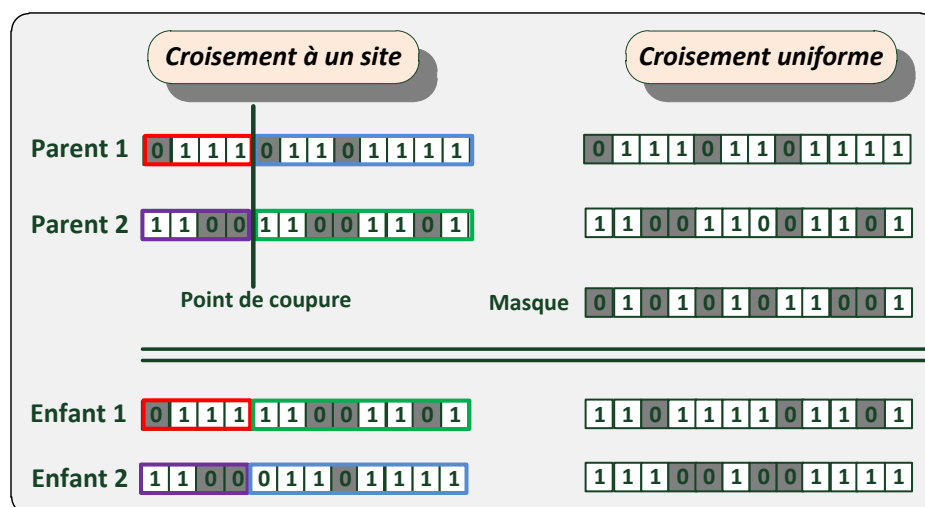 Croisement à un site Croisement uniforme
Parent 1 0 1 1 1 0 1 1 0 1 1 1 1 0 1 1 1 0 1 1 0 1 1 1 1
Parent 2 1 1 0 0 1 1 0 0 1 1 0 1 1 1 0 0 1 1 0 0 1 1 0 1
Point de coupure Masque 0 1 0 1 0 1 0 1 1 0 0 1
Enfant 1 0 1 1 1 1 1 0 0 1 1 0 1 1 1 0 1 1 1 1 0 1 1 0 1
Enfant 2 1 1 0 0 0 1 1 0 1 1 1 1 1 1 1 0 0 1 0 0 1 1 1 1